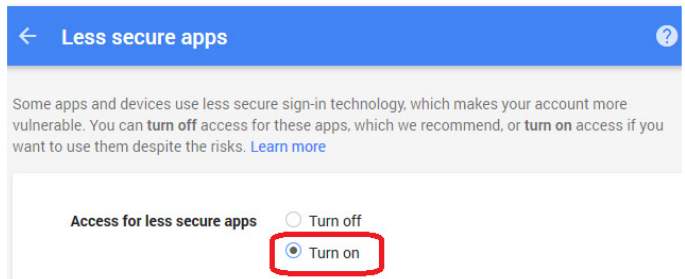 Less secure apps
Some apps and devices use less secure sign-in technology, which makes your account more
vulnerable. You can turn off access for these apps, which we recommend, or turn on access if you
want to use them despite the risks. Learn more
Access for less secure apps
Turn off
Turn on